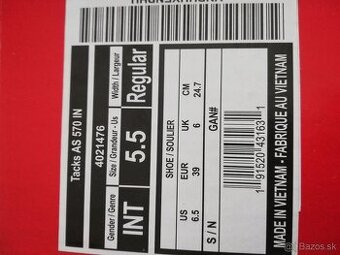 Tacks AS 570 IN
4021476
Gender / Genre
Size / Grandeur - Us
Width / Largeur
INT
5.5
Regular
SHOE / SOULIER
US
EUR
UK
CM
6.5
39
6
24.7
S / N
GAN#
1 91520 43163 1
MADE IN VIETNAM - FABRIQUE AU VIETNAM
Bazos.sk